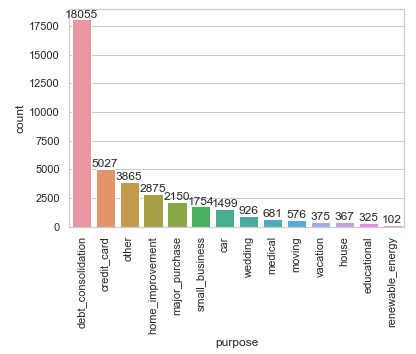 18055
17500
15000
12500
10000
7500
5000
2500
0
count
5027
3865
2875
2150
1754
1499
926
681
576
375
367
325
102
debt_consolidation
credit_card
other
home_improvement
major_purchase
small_business
car
wedding
medical
moving
vacation
house
educational
renewable_energy
purpose